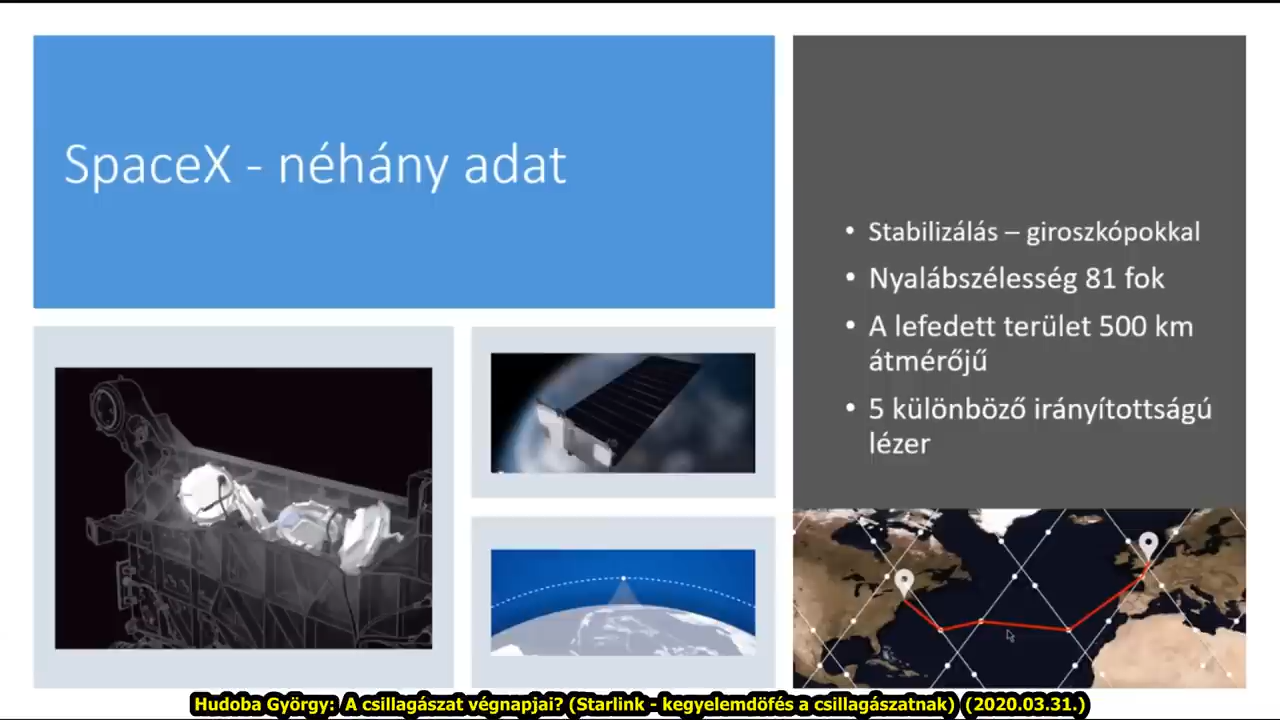 SpaceX - néhány adat
• Stabilizálás – giroszkópokkal
• Nyalábszélesség 81 fok
• A lefedett terület 500 km
átmérőjű
• 5 különböző irányítottságú
lézer
Hudoba György: A csillagászat végnapjai? (Starlink - kegyelemdöfés a csillagászatnak) (2020.03.31.)